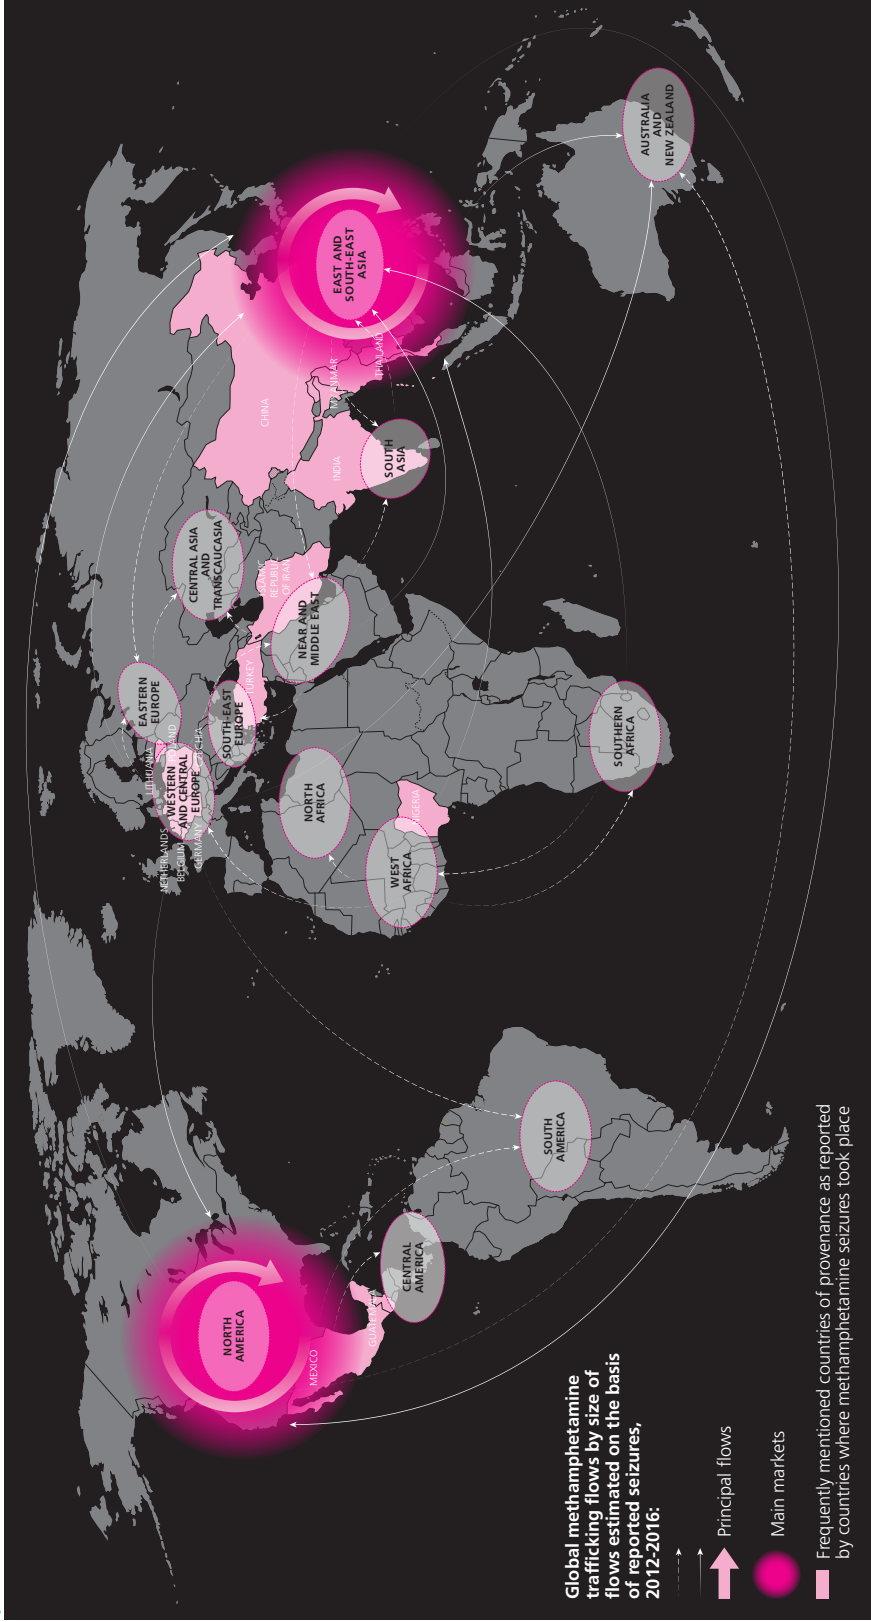 Global methamphetamine
trafficking flows by size of
flows estimated on the basis
of reported seizures,
2012-2016:
Principal flows
Main markets
Frequently mentioned countries of provenance as reported
by countries where methamphetamine seizures took place
NORTH
AMERICA
MEXICO
GUATEMALA
CENTRAL
AMERICA
SOUTH
AMERICA
NETHERLANDS
BELGIUM
GERMANY
LITHUANIA
POLAND
CZECHIA
WESTERN
AND CENTRAL
EUROPE
EASTERN
EUROPE
SOUTH-EAST
EUROPE
TURKEY
NORTH
AFRICA
WEST
AFRICA
NIGERIA
SOUTHERN
AFRICA
NEAR AND
MIDDLE EAST
ISLAMIC
REPUBLIC
OF IRAN
CENTRAL ASIA
AND
TRANSCAUCASIA
INDIA
SOUTH
ASIA
CHINA
MYANMAR
THAILAND
EAST AND
SOUTH-EAST
ASIA
AUSTRALIA
AND
NEW ZEALAND